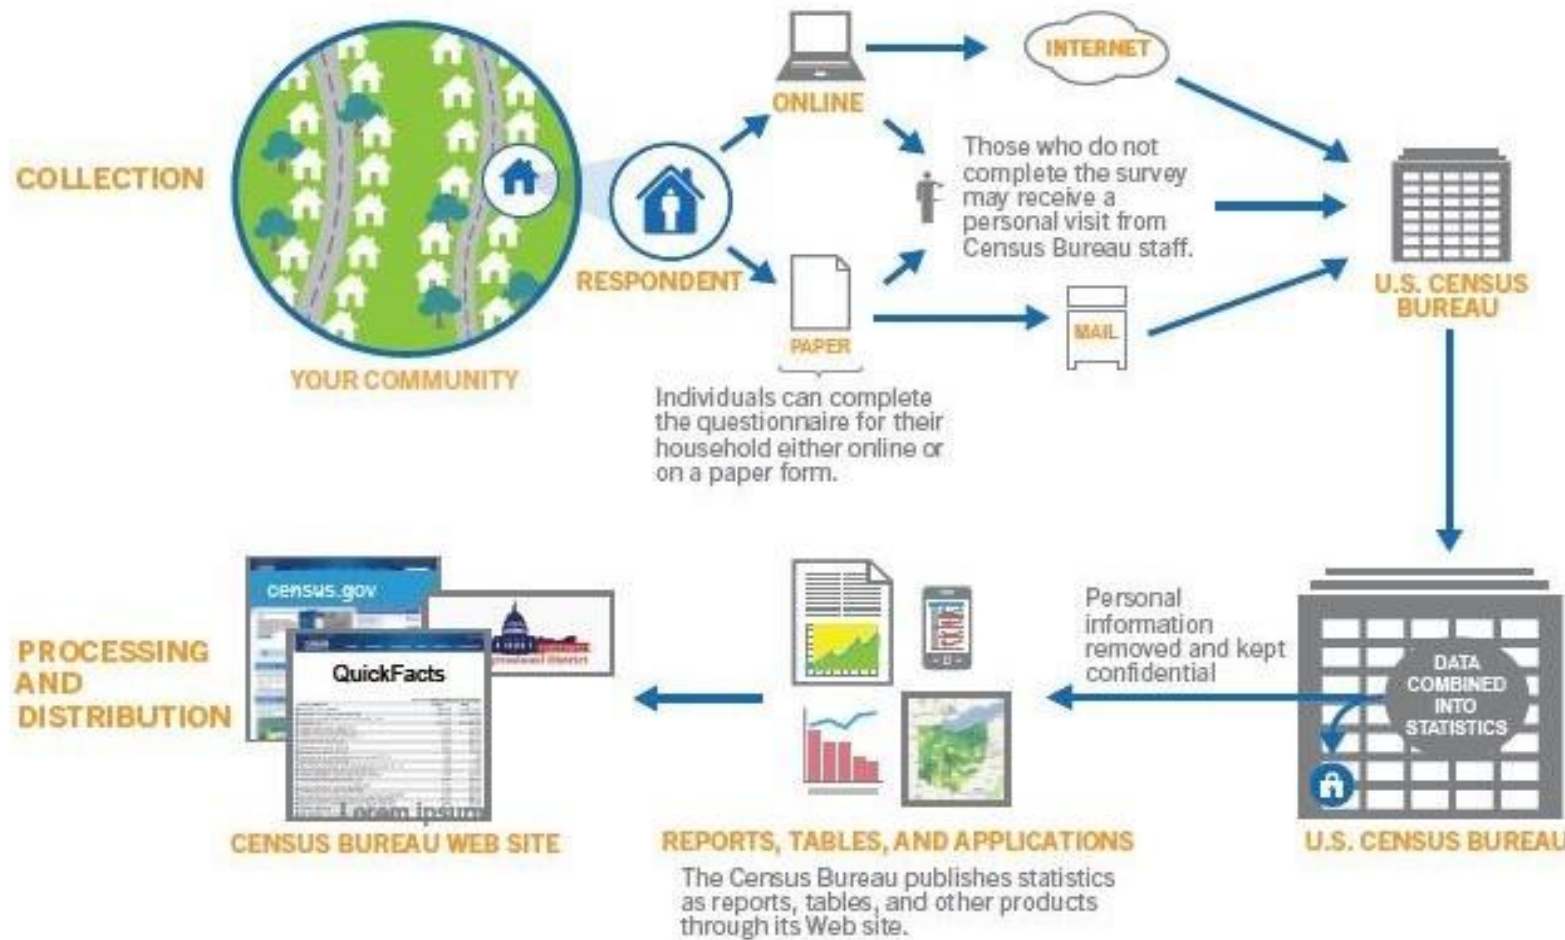 COLLECTION
YOUR COMMUNITY
RESPONDENT
ONLINE
INTERNET
PAPER
Individuals can complete
the questionnaire for their
household either online or
on a paper form.
Those who do not
complete the survey
may receive a
personal visit from
Census Bureau staff.
MAIL
U.S. CENSUS
BUREAU
PROCESSING
AND
DISTRIBUTION
census.gov
QuickFacts
Lorem ipsum
District
CENSUS BUREAU WEB SITE
REPORTS, TABLES, AND APPLICATIONS
The Census Bureau publishes statistics
as reports, tables, and other products
through its Web site.
Personal
information
removed and kept
confidential
DATA
COMBINED
INTO
STATISTICS
U.S. CENSUS BUREAU